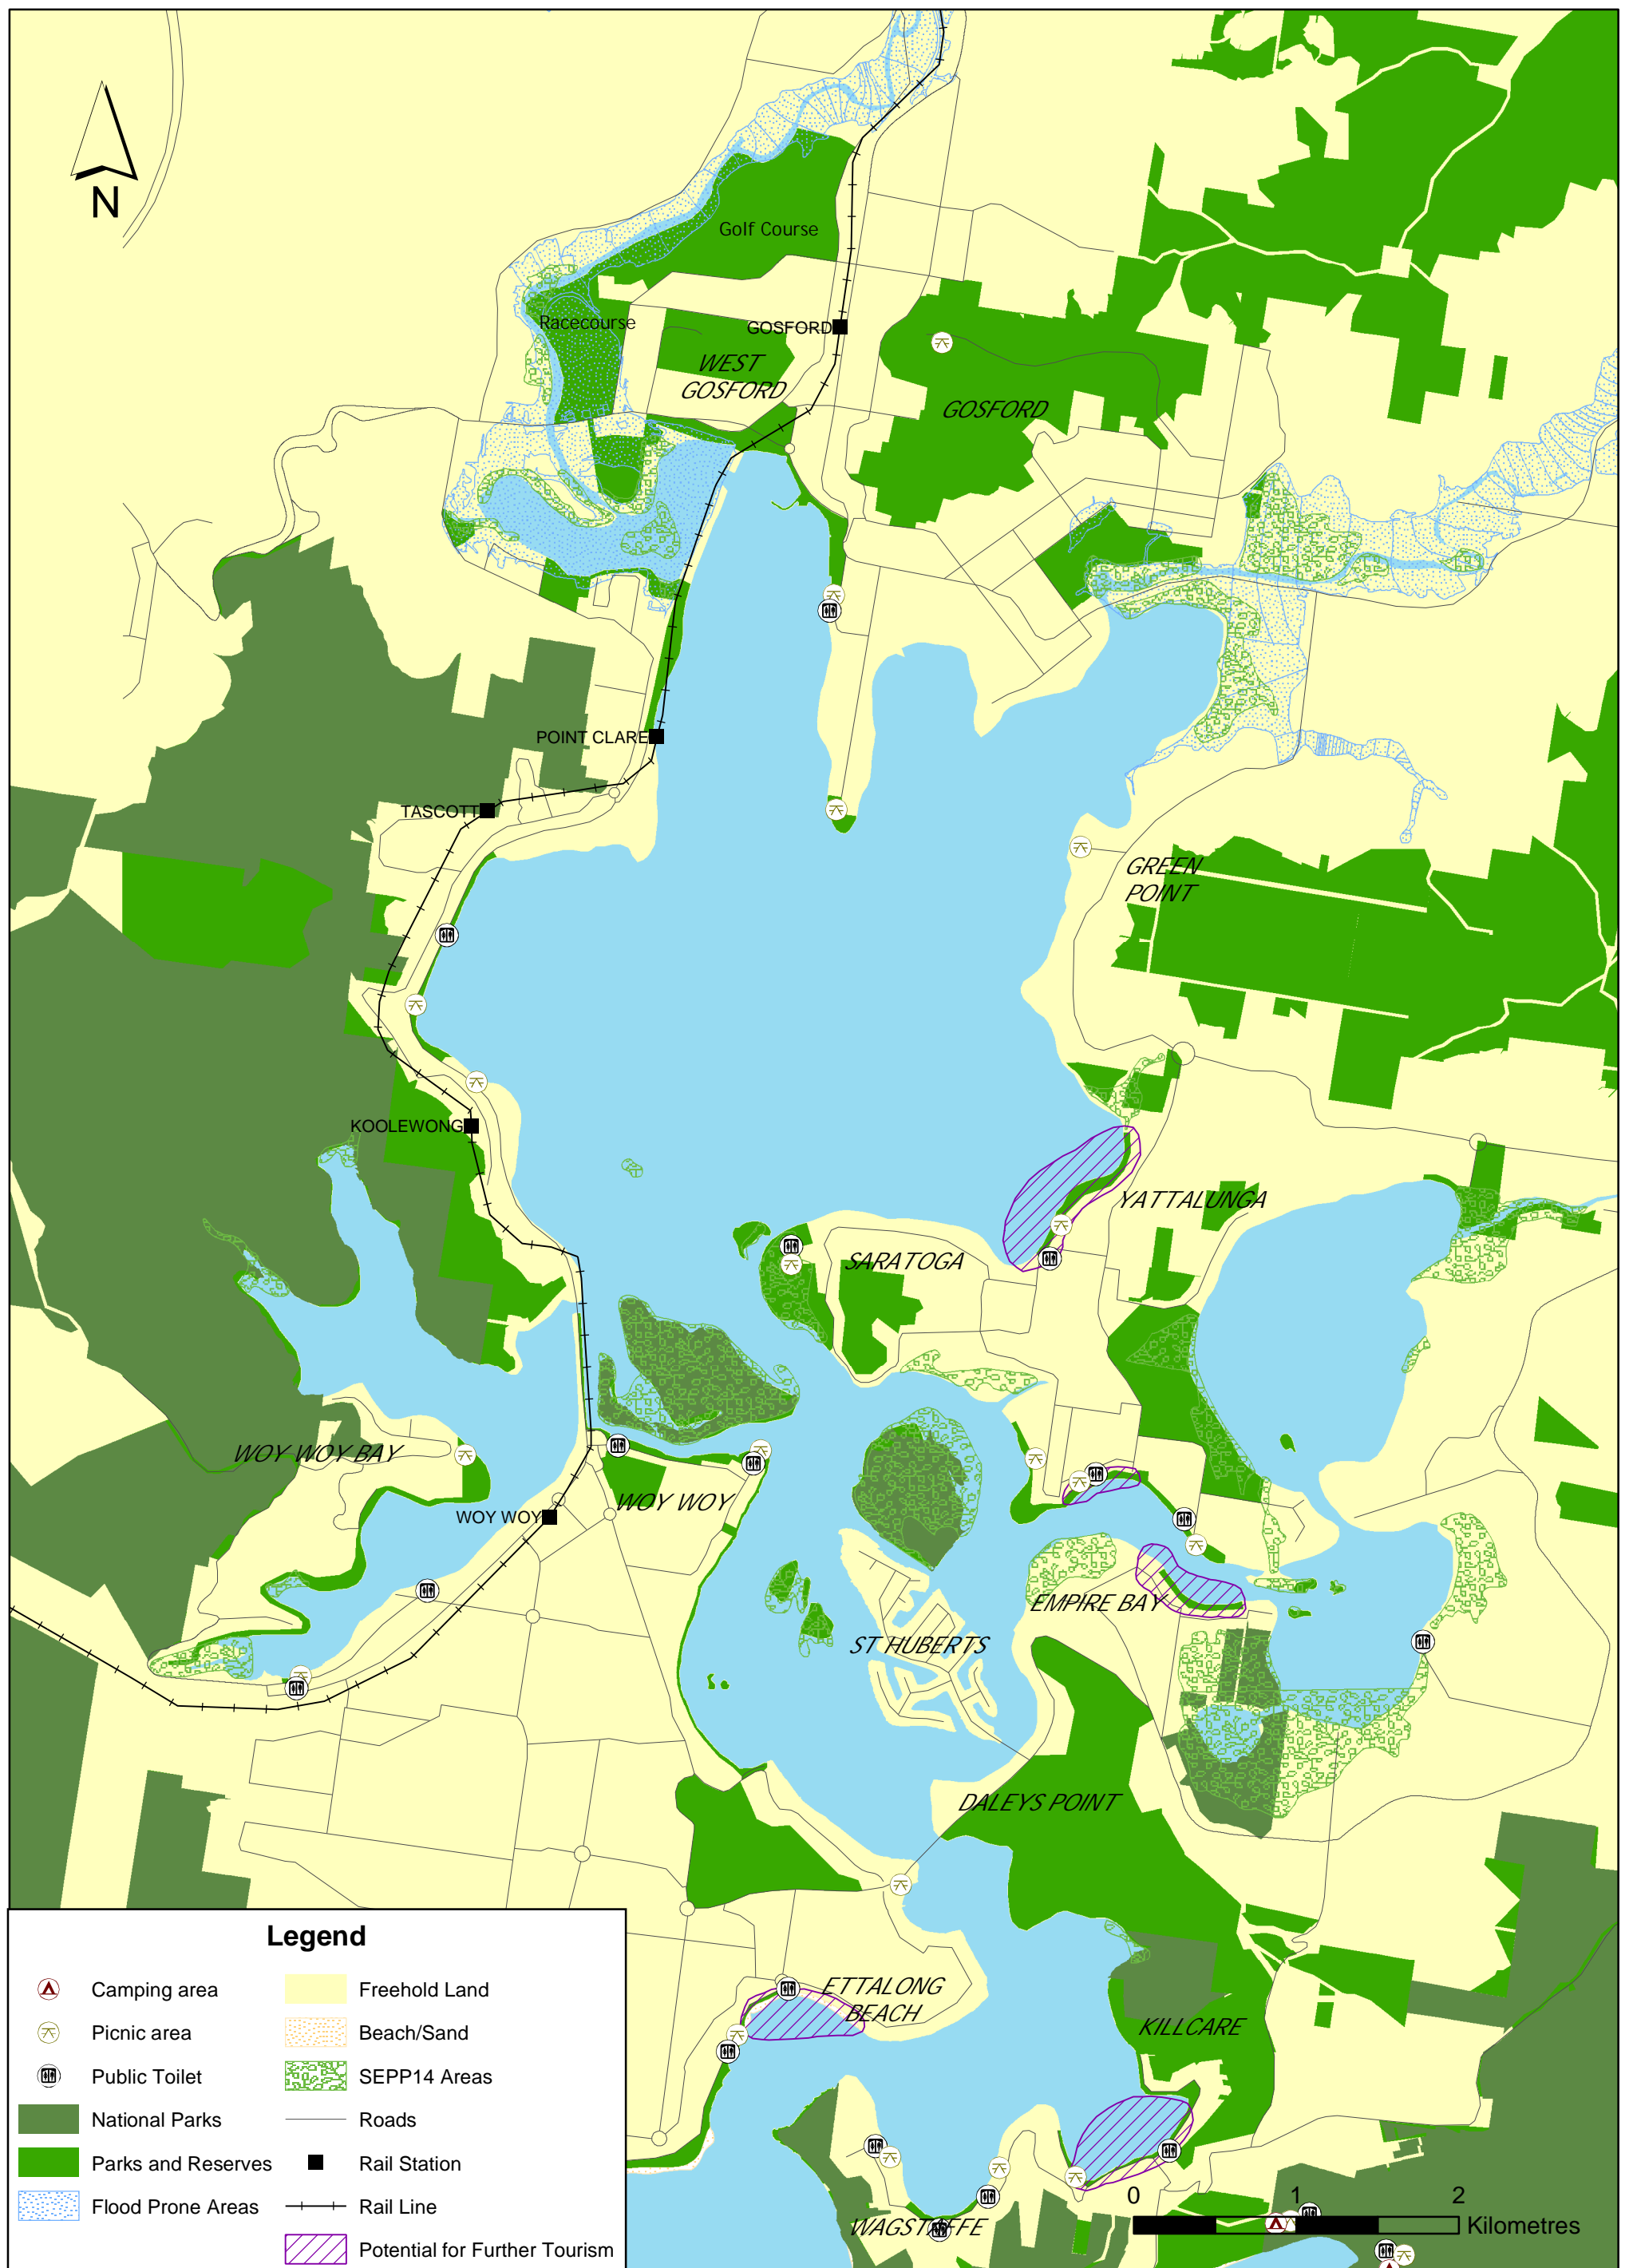 N
Golf Course
Racecourse
GOSFORD
WEST
GOSFORD
GOSFORD
POINT CLARE
TASCOTT
GREEN
POINT
KOOLEWONG
YATTALUNGA
SARATOGA
WOY WOY BAY
WOY WOY
WOY WOY
EMPIRE BAY
ST HUBERTS
DALEYS POINT
ETTALONG
BEACH
KILLCARE
WAGSTAFFE
0 1 2
Kilometres
Legend
Camping area
Picnic area
Public Toilet
National Parks
Parks and Reserves
Flood Prone Areas
Freehold Land
Beach/Sand
SEPP14 Areas
Roads
Rail Station
Rail Line
Potential for Further Tourism